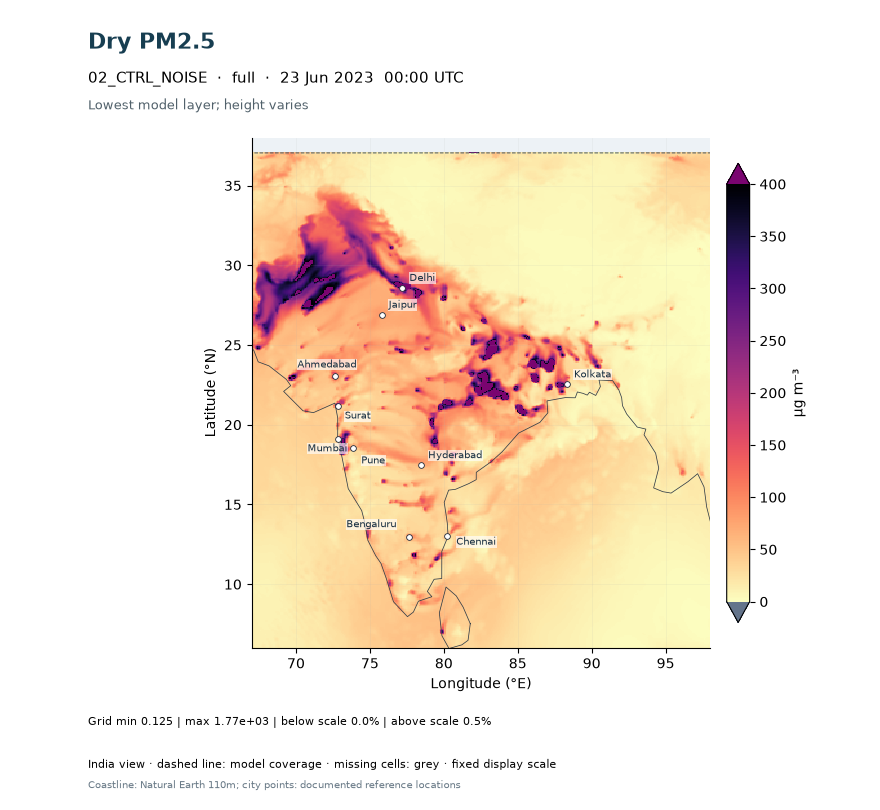 Dry PM2.5
02_CTRL_NOISE · full · 23 Jun 2023 00:00 UTC
Lowest model layer; height varies
35
30
25
20
15
10
Latitude (°N)
Delhi
Jaipur
Ahmedabad
Kolkata
Surat
Mumbai
Pune
Hyderabad
Bengaluru
Chennai
70
75
80
85
90
95
Longitude (°E)
400
350
300
250
200
150
100
50
0
µg m⁻³
Grid min 0.125 | max 1.77e+03 | below scale 0.0% | above scale 0.5%
India view · dashed line: model coverage · missing cells: grey · fixed display scale
Coastline: Natural Earth 110m; city points: documented reference locations